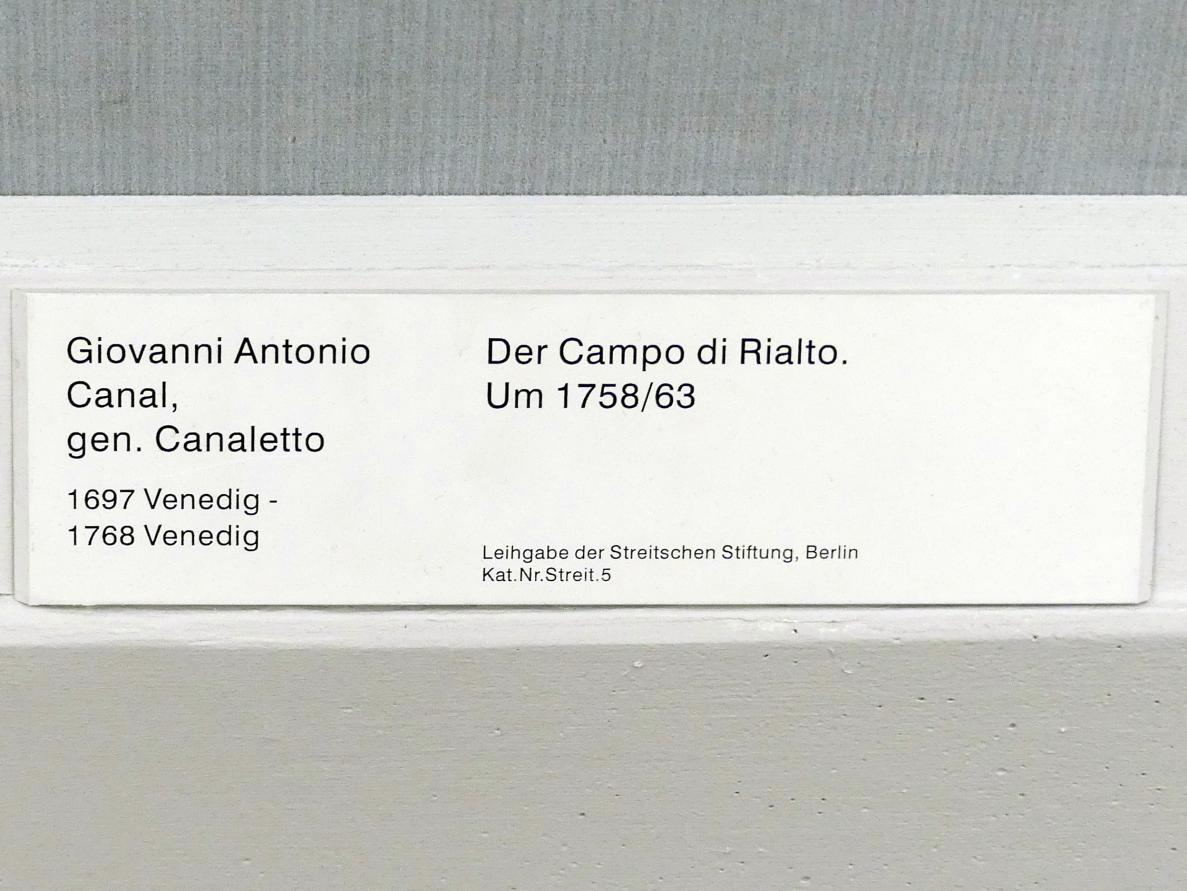 Giovanni Antonio
Canal,
gen. Canaletto
1697 Venedig -
1768 Venedig
Der Campo di Rialto.
Um 1758/63
Leihgabe der Streitschen Stiftung, Berlin
Kat.Nr.Streit.5